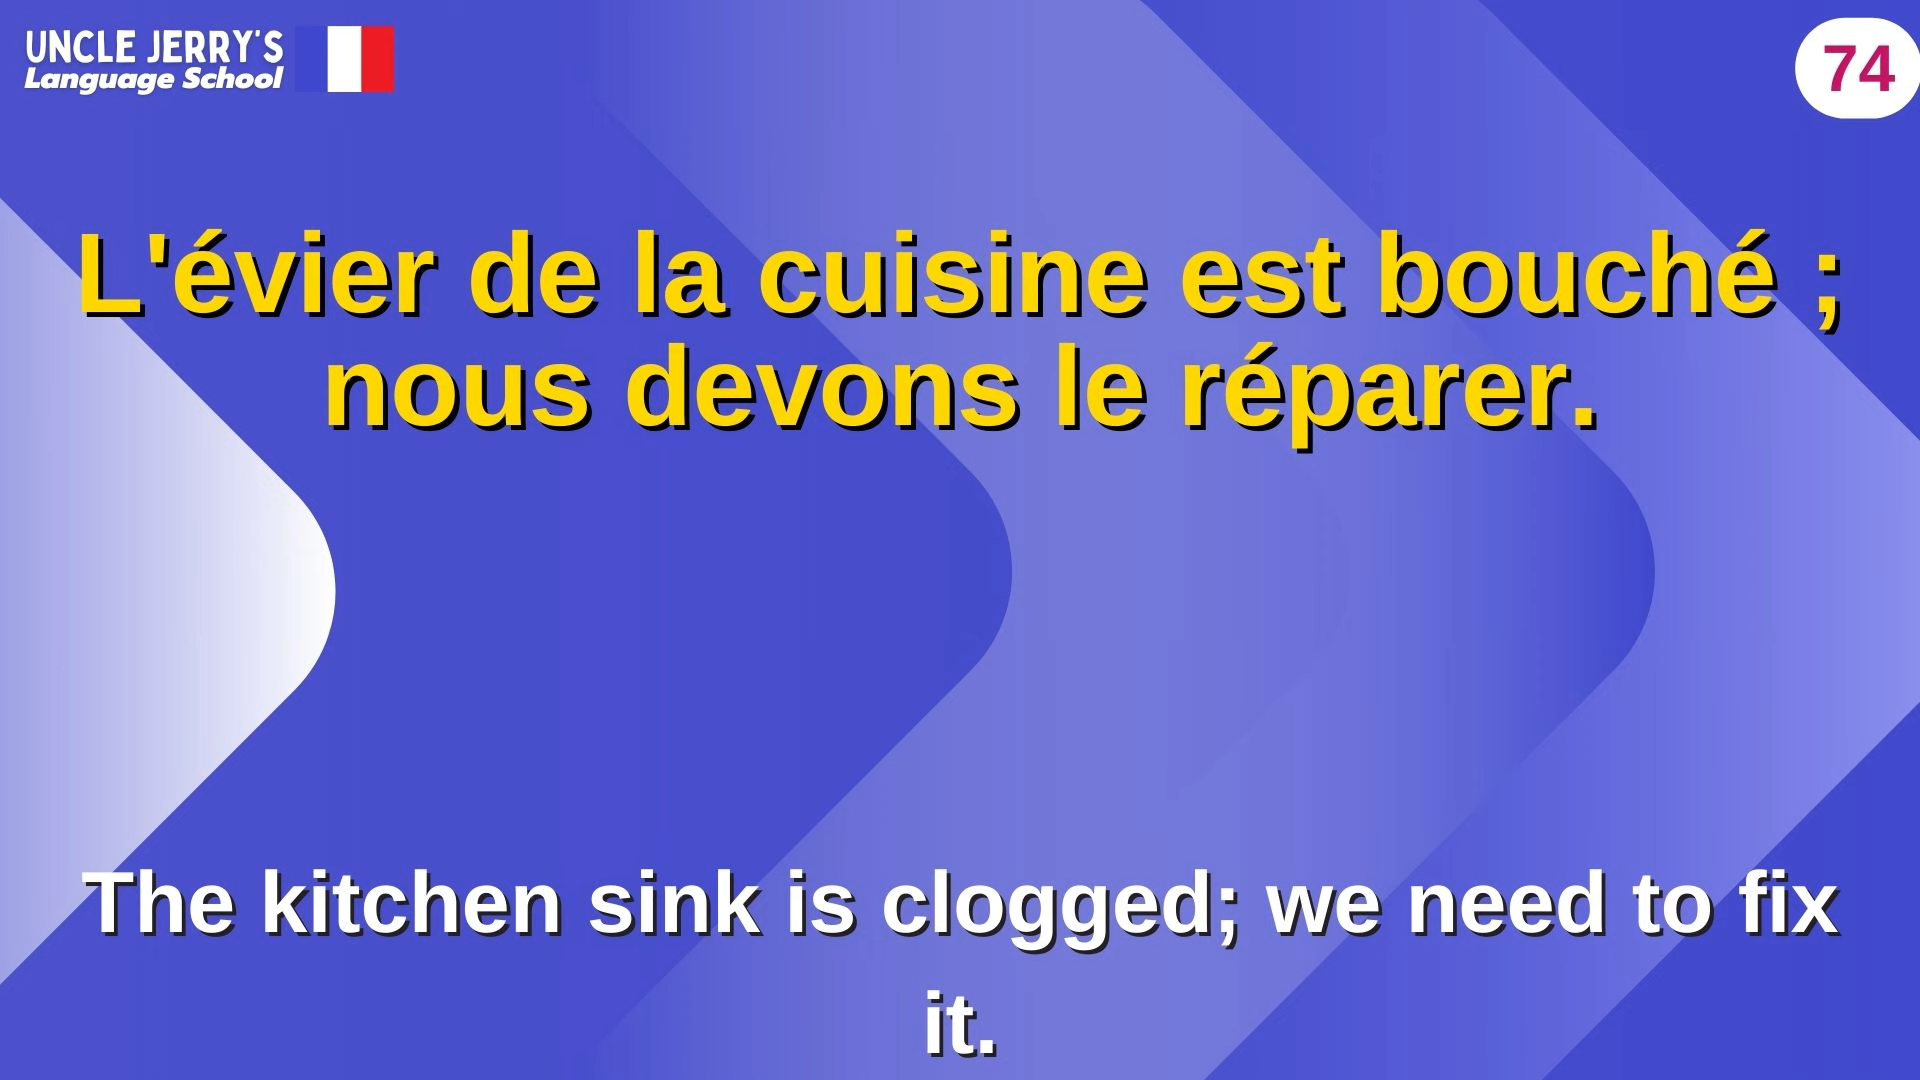 UNCLE JERRY'S
Language School
74
L'évier de la cuisine est bouché ;
nous devons le réparer.
The kitchen sink is clogged; we need to fix
it.